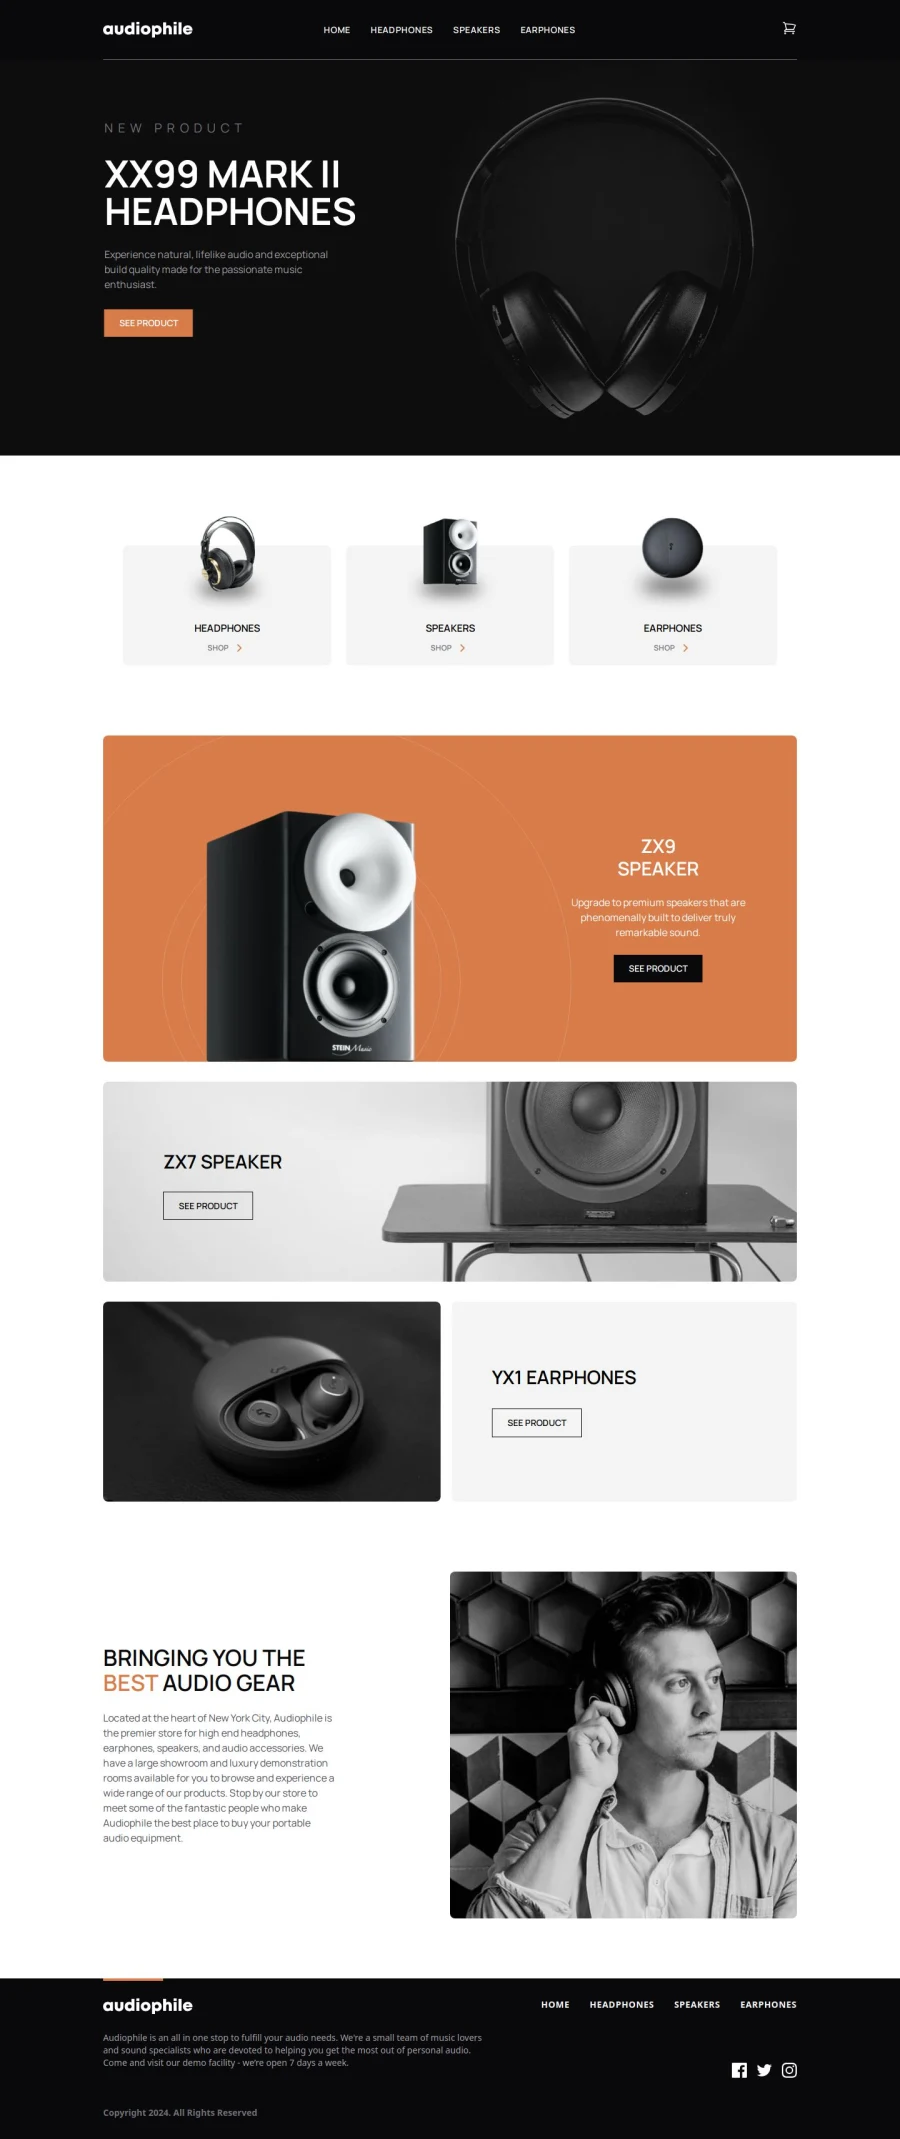 audiophile
HOME HEADPHONES SPEAKERS EARPHONES
NEW PRODUCT
XX99 MARK II
HEADPHONES
Experience natural, lifelike audio and exceptional
build quality made for the passionate music
enthusiast.
SEE PRODUCT
HEADPHONES
SHOP
SPEAKERS
SHOP
EARPHONES
SHOP
ZX9
SPEAKER
Upgrade to premium speakers that are
phenomenally built to deliver truly
remarkable sound.
SEE PRODUCT
STEIN Music
ZX7 SPEAKER
SEE PRODUCT
YX1 EARPHONES
SEE PRODUCT
BRINGING YOU THE
BEST AUDIO GEAR
Located at the heart of New York City, Audiophile is
the premier store for high end headphones,
earphones, speakers, and audio accessories. We
have a large showroom and luxury demonstration
rooms available for you to browse and experience a
wide range of our products. Stop by our store to
meet some of the fantastic people who make
Audiophile the best place to buy your portable
audio equipment.
audiophile
HOME HEADPHONES SPEAKERS EARPHONES
Audiophile is an all in one stop to fulfill your audio needs. We're a small team of music lovers
and sound specialists who are devoted to helping you get the most out of personal audio.
Come and visit our demo facility - we're open 7 days a week.
Copyright 2024. All Rights Reserved